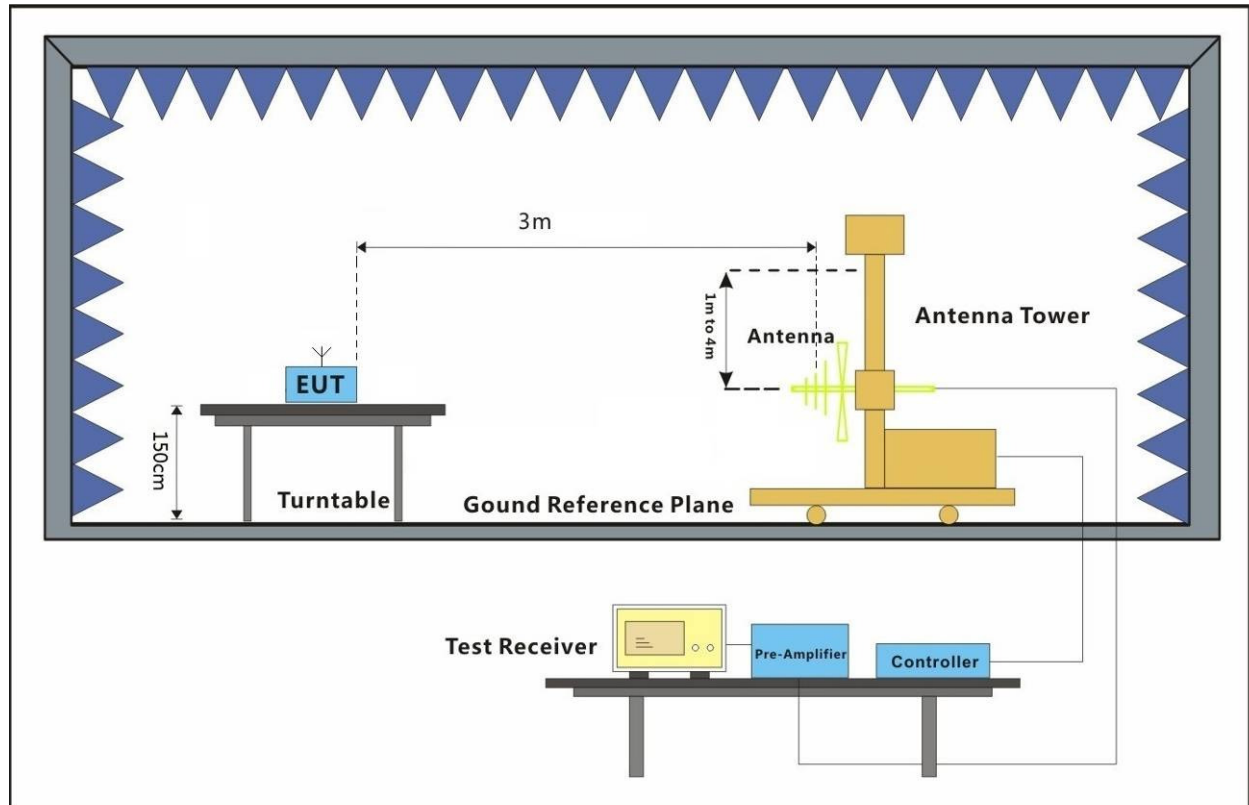 3m
1m to 4m
Antenna Tower
Antenna
EUT
150cm
Turntable
Gound Reference Plane
Test Receiver
Pre-Amplifier
Controller